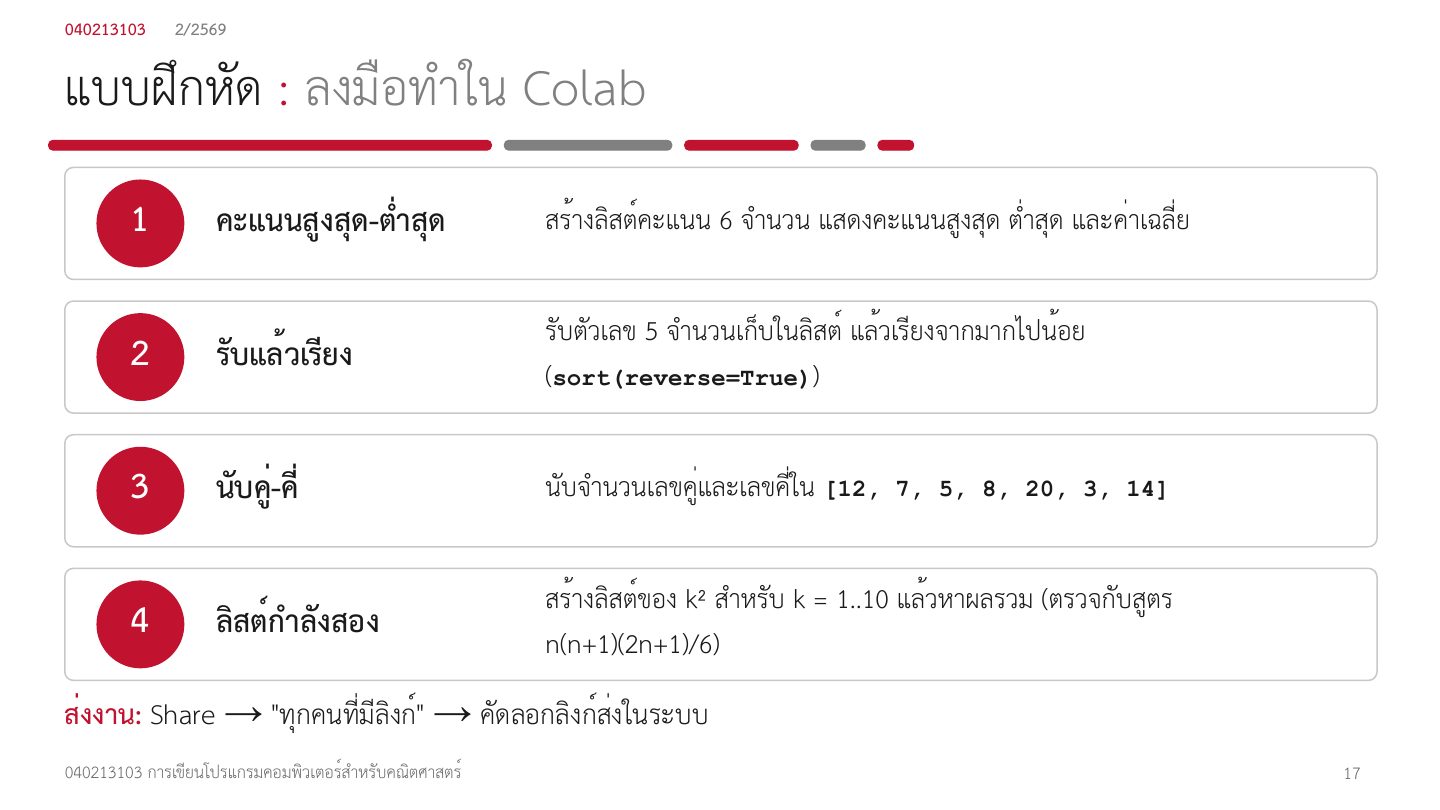 040213103 2/2569
แบบฝึกหัด : ลงมือทำใน Colab
1 คะแนนสูงสุด-ต่ำสุด สร้างลิสต์คะแนน 6 จำนวน แสดงคะแนนสูงสุด ต่ำสุด และค่าเฉลี่ย
2 รับแล้วเรียง รับตัวเลข 5 จำนวนเก็บในลิสต์ แล้วเรียงจากมากไปน้อย
(sort(reverse=True))
3 นับคู่-คี่ นับจำนวนเลขคู่และเลขคี่ใน [12, 7, 5, 8, 20, 3, 14]
4 ลิสต์กำลังสอง สร้างลิสต์ของ k² สำหรับ k = 1..10 แล้วหาผลรวม (ตรวจกับสูตร
n(n+1)(2n+1)/6)
ส่งงาน: Share → "ทุกคนที่มีลิงก์" → คัดลอกลิงก์ส่งในระบบ
040213103 การเขียนโปรแกรมคอมพิวเตอร์สำหรับคณิตศาสตร์ 17